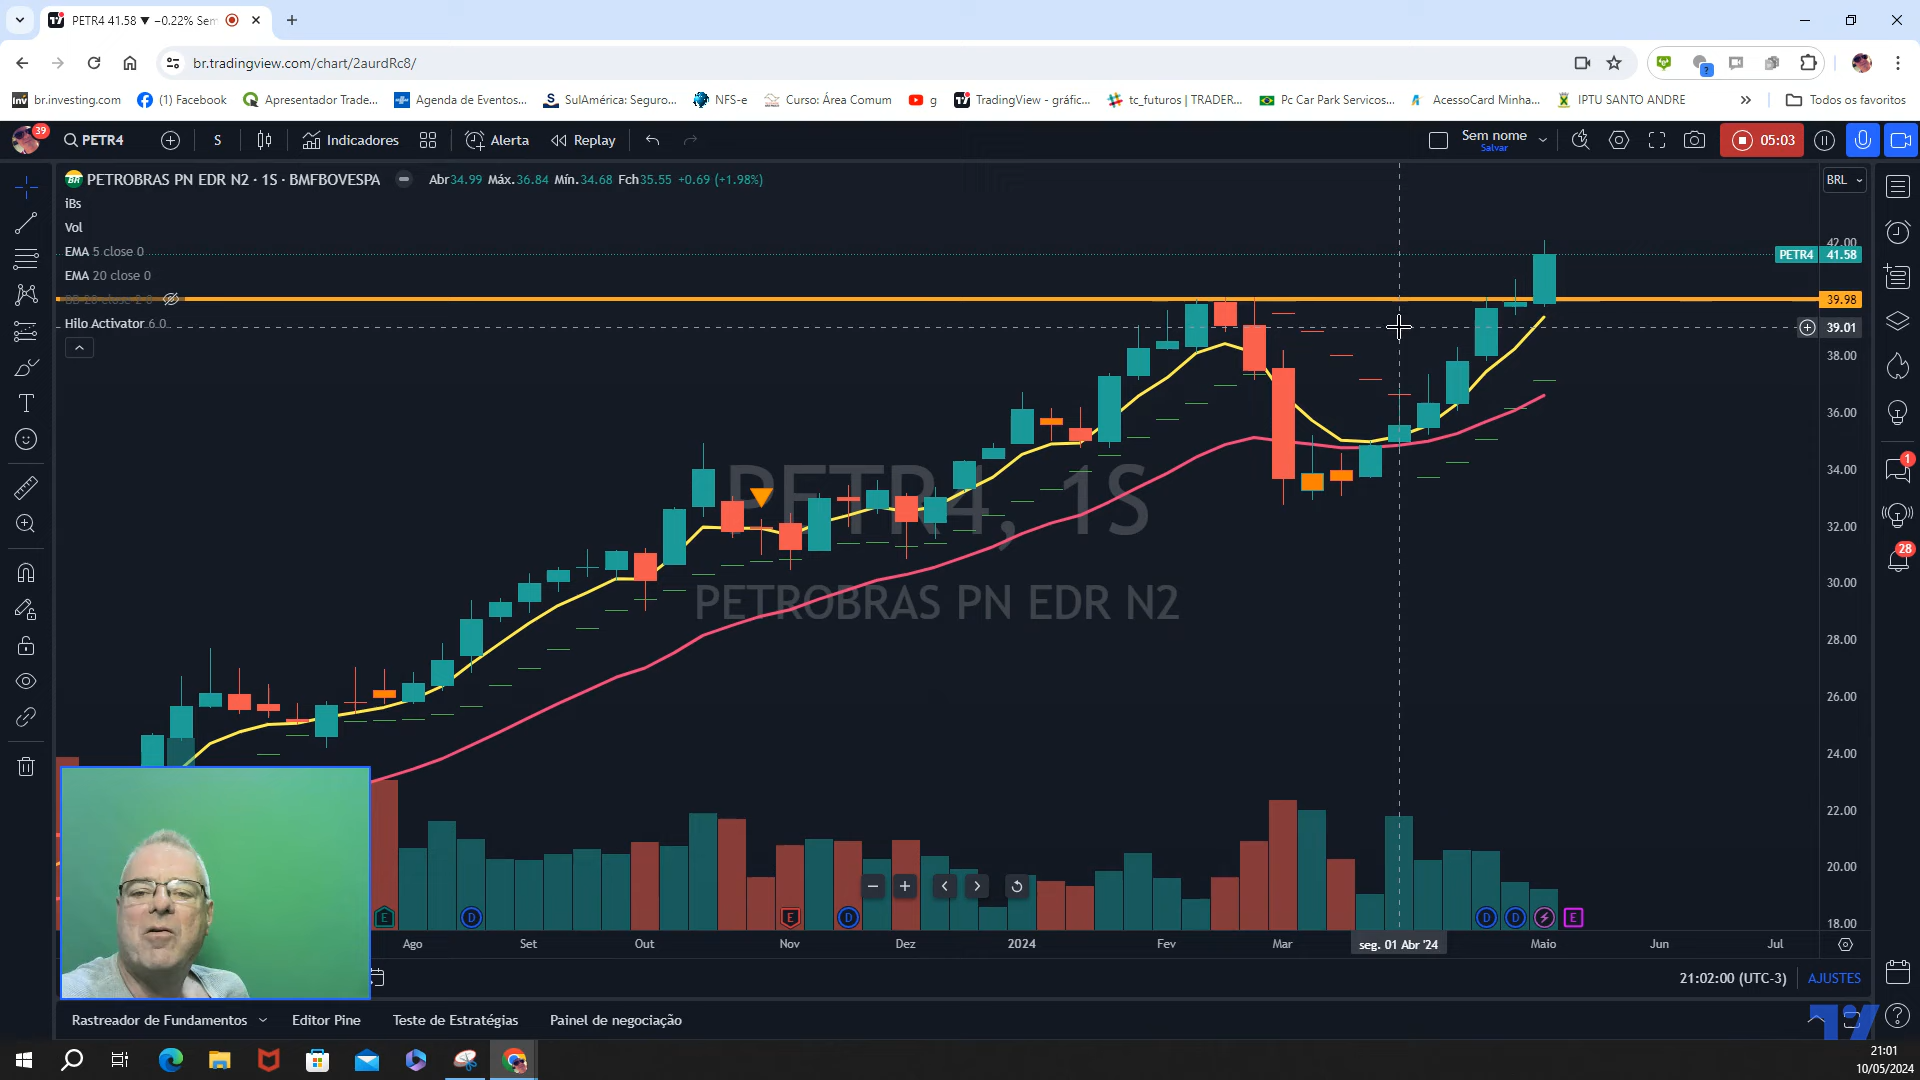 PETR4 41.58 ▼ −0.22% Sem
br.tradingview.com/chart/2aurdRc8/
br.investing.com
(1) Facebook
Apresentador Trade...
Agenda de Eventos...
SulAmérica: Seguro...
NFS-e
Curso: Área Comum
g
TradingView - gráfic...
tc_futuros | TRADER...
Pc Car Park Servicos...
AcessoCard Minha...
IPTU SANTO ANDRE
Todos os favoritos
39
PETR4
S
Indicadores
Alerta
Replay
Sem nome
Salvar
05:03
PETROBRAS PN EDR N2 · 1S · BMFBOVESPA
Abr34.99 Máx.36.84 Mín.34.68 Fch35.55 +0.69 (+1.98%)
BRL
iBs
Vol
EMA 5 close 0
EMA 20 close 0
Hilo Activator 6.0
42.00
PETR4 41.58
39.98
39.01
38.00
36.00
34.00
32.00
30.00
28.00
26.00
24.00
22.00
20.00
18.00
PETR4, 1S
PETROBRAS PN EDR N2
1
28
E
D
E
D
D
D
E
Ago
Set
Out
Nov
Dez
2024
Fev
Mar
seg. 01 Abr '24
Maio
Jun
Jul
21:02:00 (UTC-3)
AJUSTES
Rastreador de Fundamentos
Editor Pine
Teste de Estratégias
Painel de negociação
21:01
10/05/2024